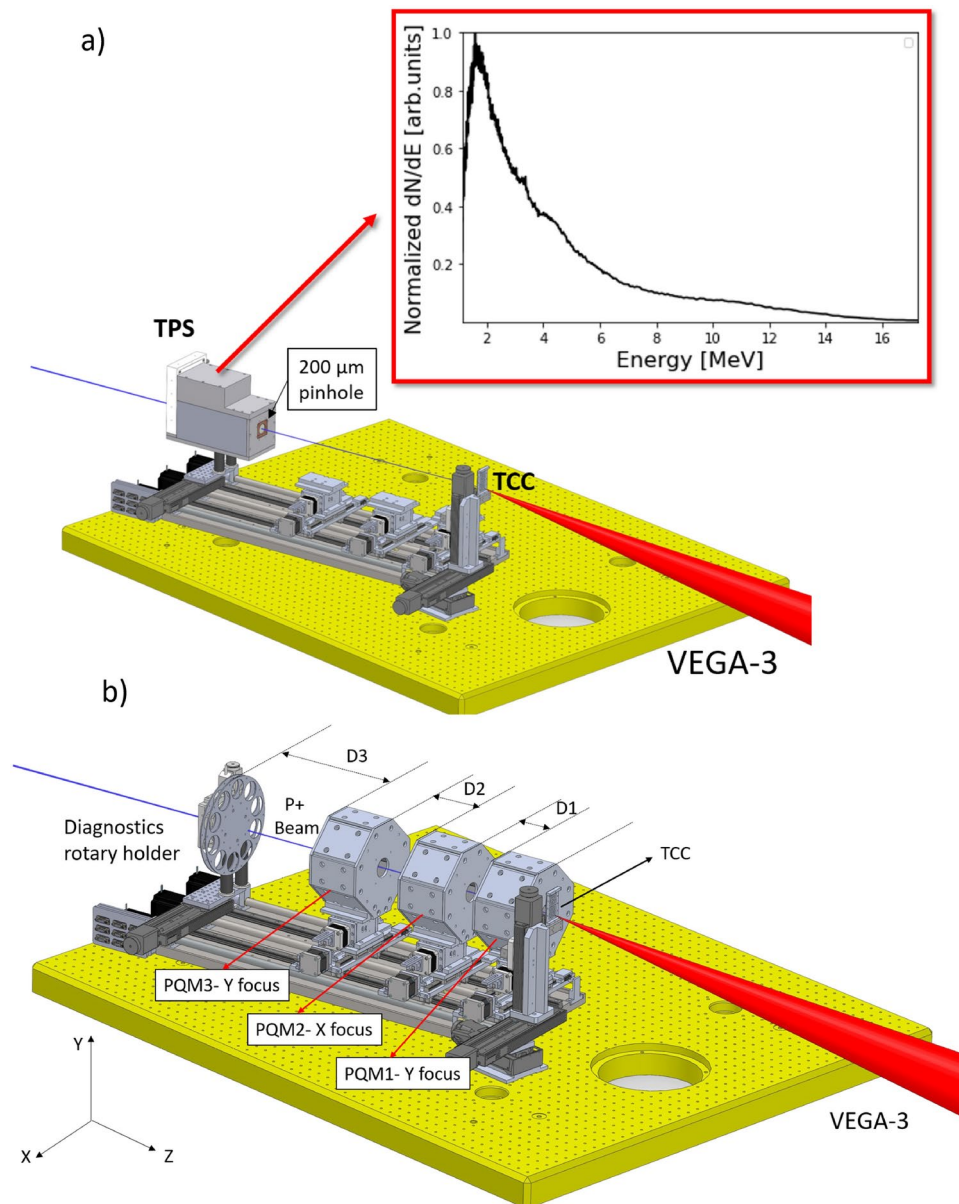 a)
Normalized dN/dE [arb.units]
1.0
0.8
0.6
0.4
0.2
2 4 6 8 10 12 14 16
Energy [MeV]
TPS
200 µm
pinhole
TCC
VEGA-3
b)
D3
D2
D1
P+
Beam
Diagnostics
rotary holder
TCC
PQM3- Y focus
PQM2- X focus
PQM1- Y focus
Y
X
Z
VEGA-3